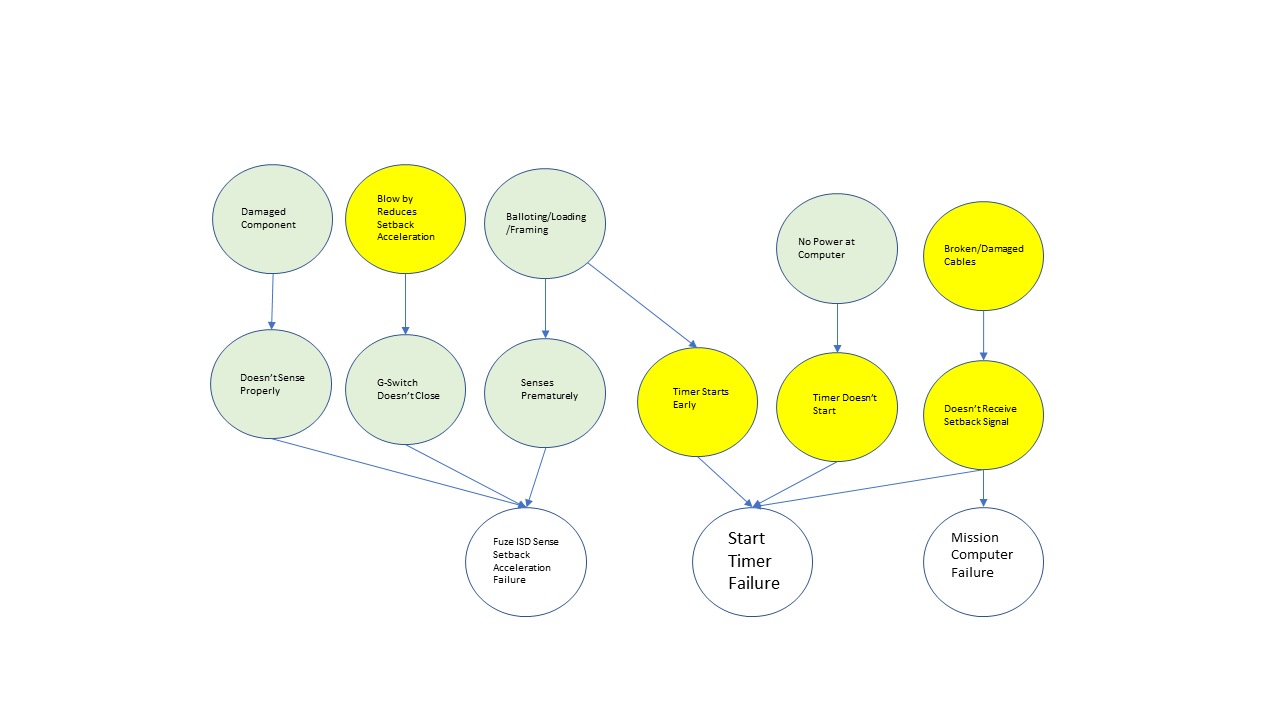 Damaged
Component
Blow by
Reduces
Setback
Acceleration
Balloting/Loading
/Framing
No Power at
Computer
Broken/Damaged
Cables
Doesn't Sense
Properly
G-Switch
Doesn't Close
Senses
Prematurely
Timer Starts
Early
Timer Doesn't
Start
Doesn't Receive
Setback Signal
Fuze ISD Sense
Setback
Acceleration
Failure
Start
Timer
Failure
Mission
Computer
Failure